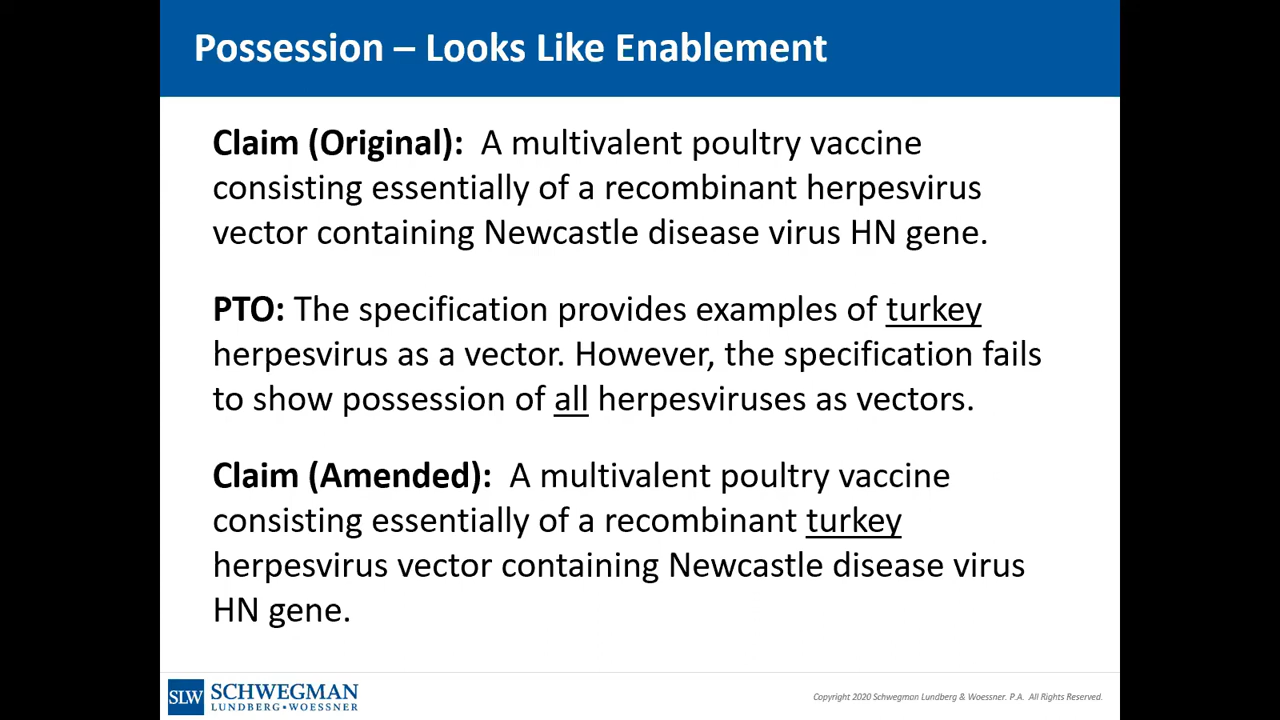 Possession – Looks Like Enablement
Claim (Original): A multivalent poultry vaccine
consisting essentially of a recombinant herpesvirus
vector containing Newcastle disease virus HN gene.
PTO: The specification provides examples of turkey
herpesvirus as a vector. However, the specification fails
to show possession of all herpesviruses as vectors.
Claim (Amended): A multivalent poultry vaccine
consisting essentially of a recombinant turkey
herpesvirus vector containing Newcastle disease virus
HN gene.
SLW
SCHWEGMAN
LUNDBERG • WOESSNER
Copyright 2020 Schwegman Lundberg & Woessner. P.A. All Rights Reserved.